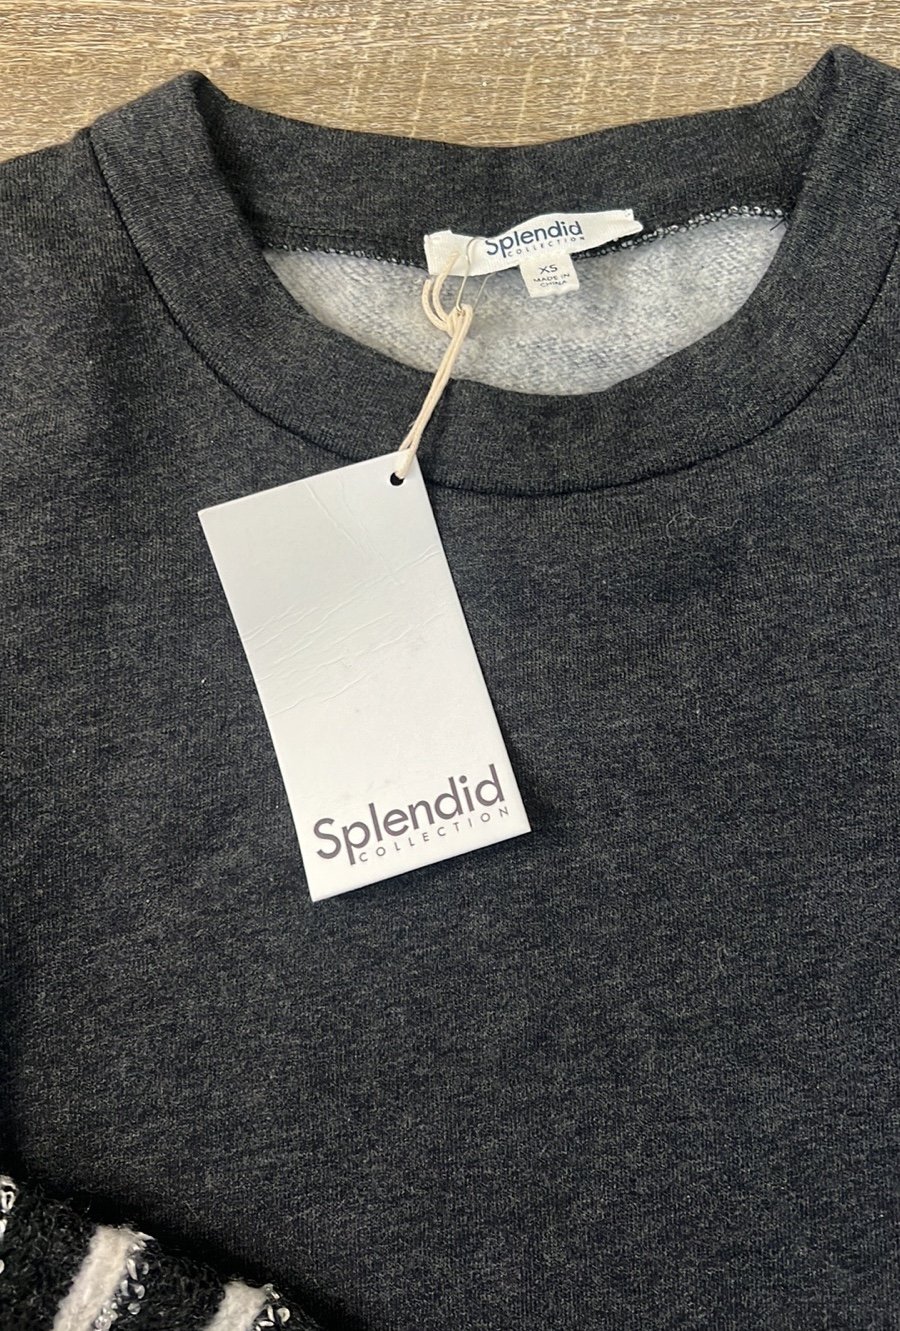 Splendid
COLLECTION
XS
MADE IN
CHINA
Splendid
COLLECTION